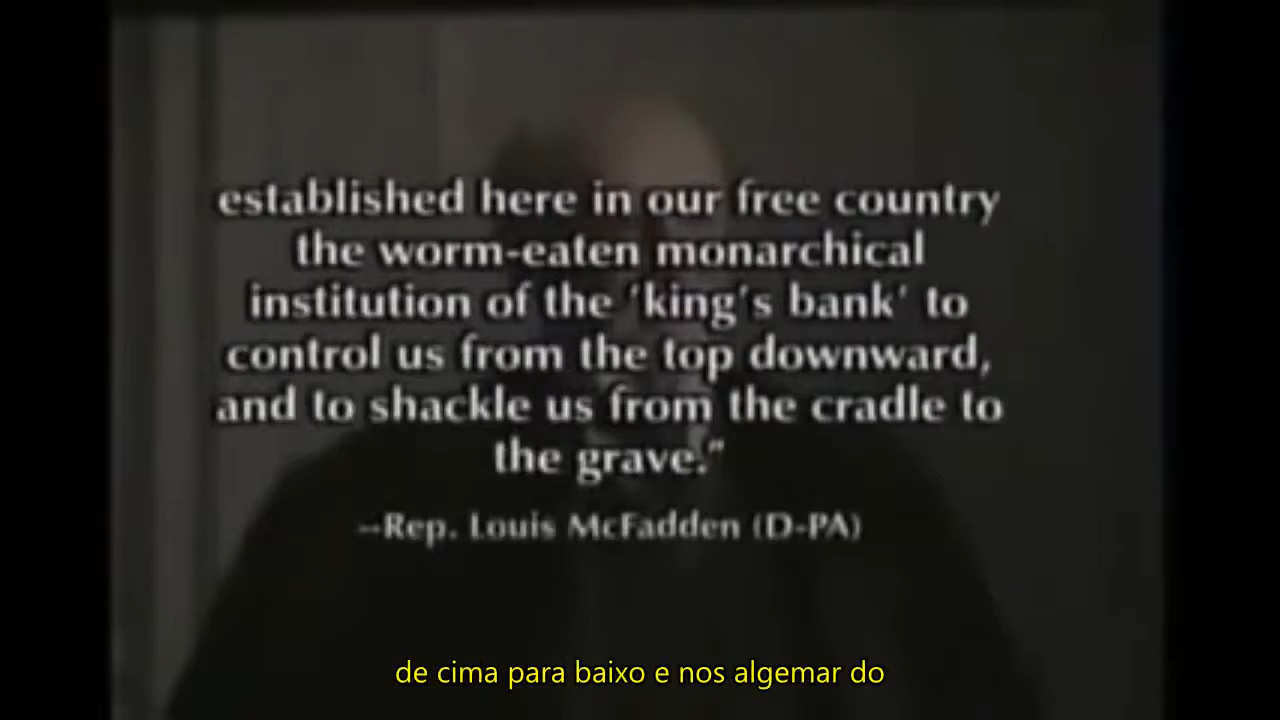 established here in our free country
the worm-eaten monarchical
institution of the ‘king's bank’ to
control us from the top downward,
and to shackle us from the cradle to
the grave."
--Rep. Louis McFadden (D-PA)
de cima para baixo e nos algemar do